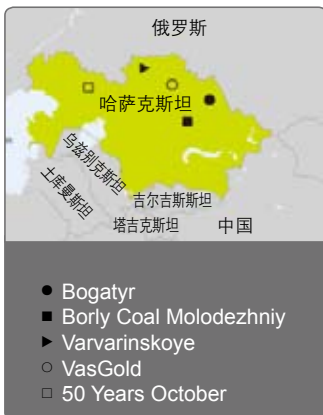 俄罗斯
哈萨克斯坦
乌兹别克斯坦
土库曼斯坦
吉尔吉斯斯坦
塔吉克斯坦
中国
Bogatyr
Borly Coal Molodezhniy
Varvarinskoye
VasGold
50 Years October